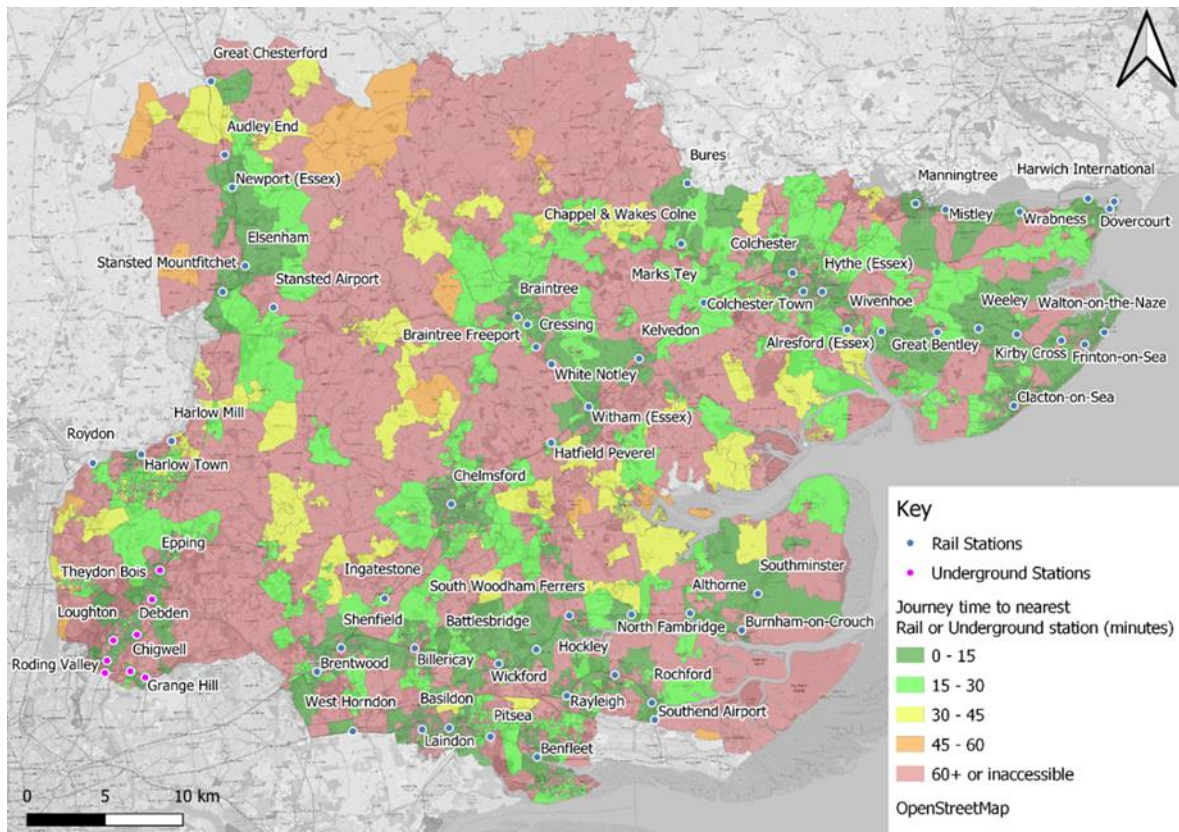 Great Chesterford
Audley End
Newport (Essex)
Bures
Harwich International
Manningtree
Mistley
Wrabness
Dovercourt
Chappel & Wakes Colne
Elsenham
Colchester
Stansted Mountfitchet
Stansted Airport
Marks Tey
Hythe (Essex)
Braintree
Colchester Town
Wivenhoe
Weeley
Walton-on-the-Naze
Braintree Freeport
Cressing
Kelvedon
Alresford (Essex)
Great Bentley
Kirby Cross
Frinton-on-Sea
White Notley
Clacton-on-Sea
Harlow Mill
Witham (Essex)
Roydon
Harlow Town
Hatfield Peverel
Chelmsford
Epping
Theydon Bois
Ingatestone
South Woodham Ferrers
Althorne
Southminster
Loughton
Debden
Shenfield
Battlesbridge
North Fambridge
Burnham-on-Crouch
Chigwell
Roding Valley
Brentwood
Billericay
Hockley
Grange Hill
Wickford
West Horndon
Basildon
Rayleigh
Rochford
Pitsea
Southend Airport
Laindon
Benfleet
Key
Rail Stations
Underground Stations
Journey time to nearest
Rail or Underground station (minutes)
0 - 15
15 - 30
30 - 45
45 - 60
60+ or inaccessible
OpenStreetMap
0 5 10 km